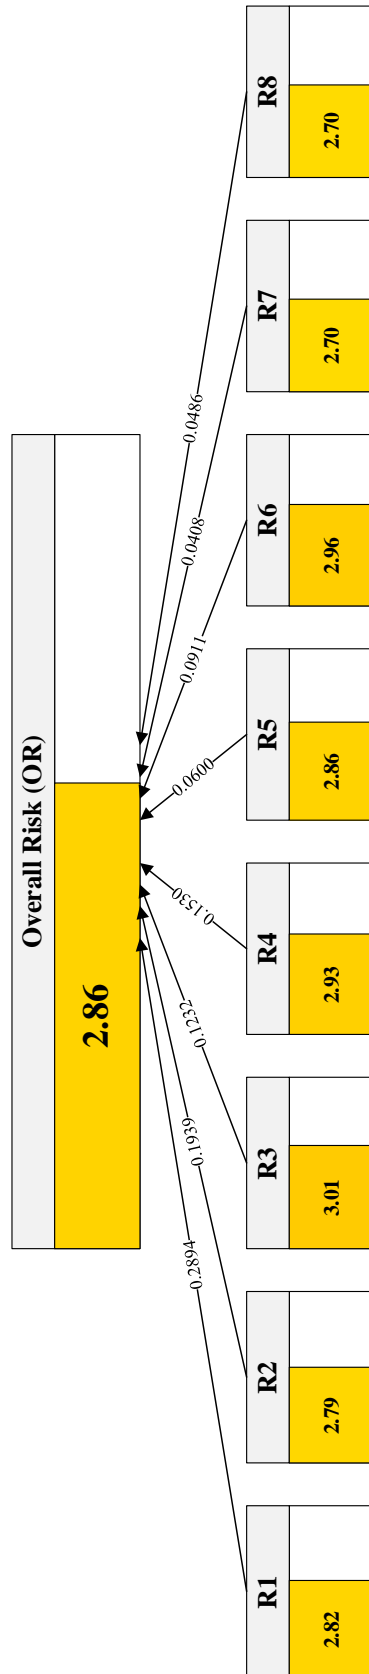 Overall Risk (OR)
2.86
0.2894
0.1939
0.1232
0.1530
0.0600
0.0911
0.0408
0.0486
R1
R2
R3
R4
R5
R6
R7
R8
2.82
2.79
3.01
2.93
2.86
2.96
2.70
2.70